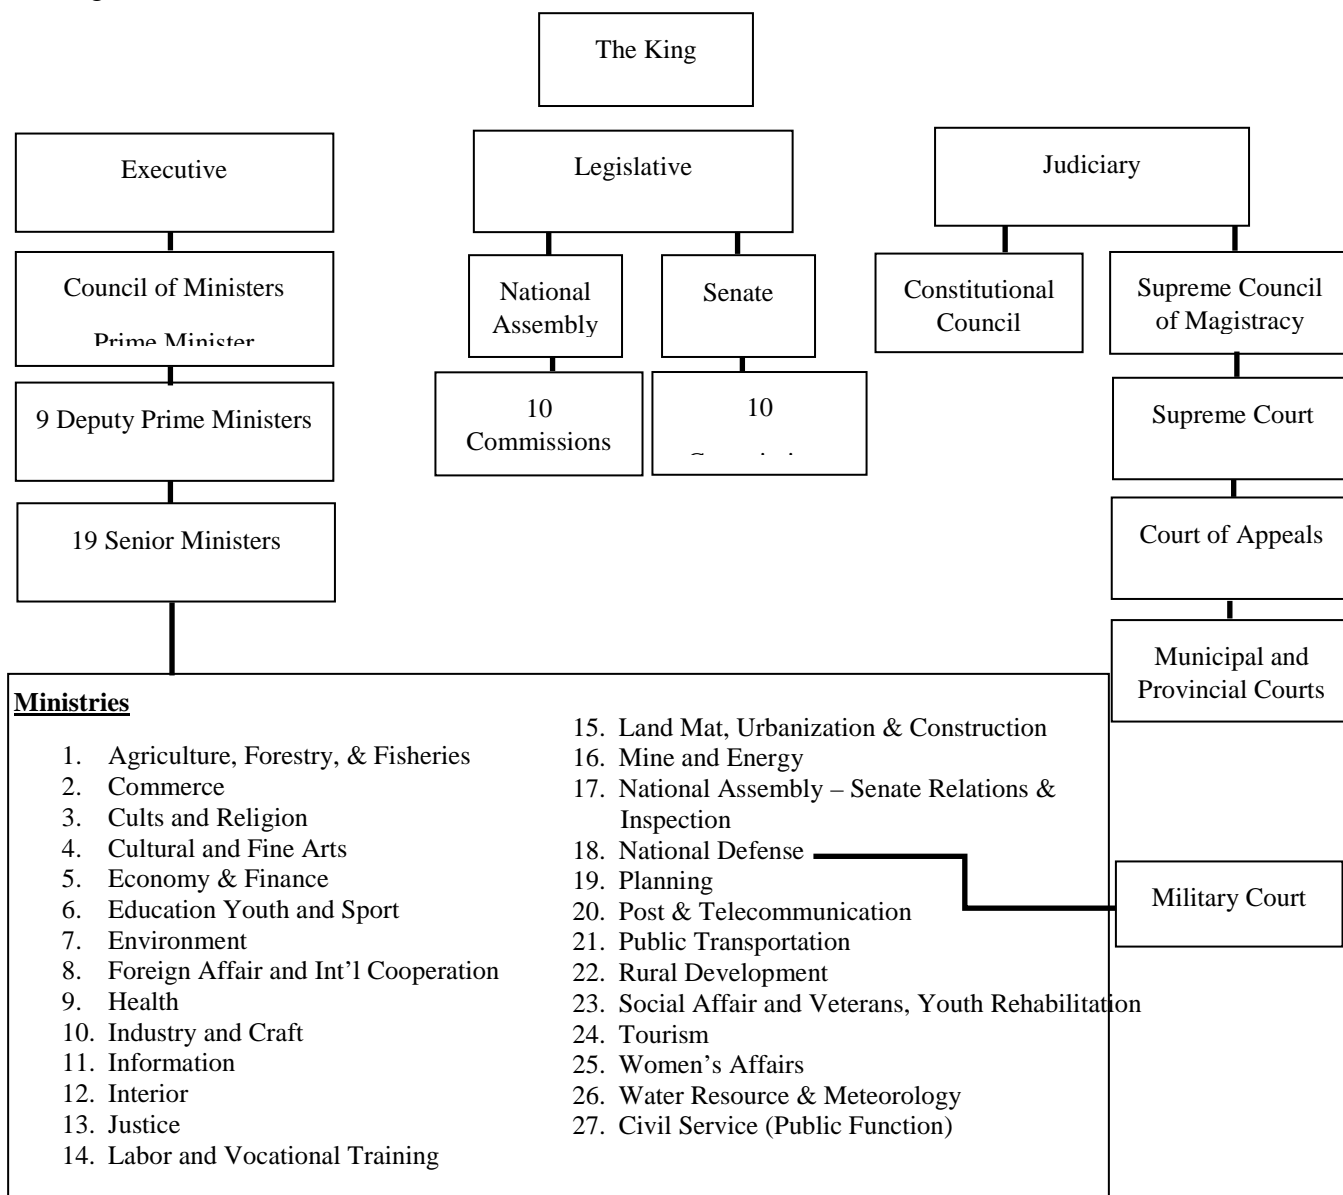 The King
Executive
Legislative
Judiciary
Council of Ministers
Prime Minister
National
Assembly
Senate
Constitutional
Council
Supreme Council
of Magistracy
9 Deputy Prime Ministers
10
Commissions
10
Supreme Court
19 Senior Ministers
Court of Appeals
Municipal and
Provincial Courts
Ministries
1. Agriculture, Forestry, & Fisheries
2. Commerce
3. Cults and Religion
4. Cultural and Fine Arts
5. Economy & Finance
6. Education Youth and Sport
7. Environment
8. Foreign Affair and Int’l Cooperation
9. Health
10. Industry and Craft
11. Information
12. Interior
13. Justice
14. Labor and Vocational Training
15. Land Mat, Urbanization & Construction
16. Mine and Energy
17. National Assembly – Senate Relations &
Inspection
18. National Defense
19. Planning
20. Post & Telecommunication
21. Public Transportation
22. Rural Development
23. Social Affair and Veterans, Youth Rehabilitation
24. Tourism
25. Women’s Affairs
26. Water Resource & Meteorology
27. Civil Service (Public Function)
Military Court